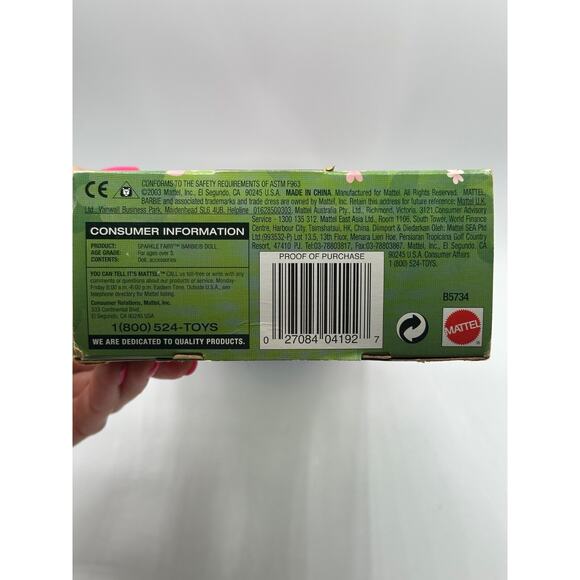 CE
CONFORMS TO THE SAFETY REQUIREMENTS OF ASTM F963
©2003 Mattel, Inc., El Segundo, CA 90245 U.S.A. MADE IN CHINA. Manufactured for Mattel. All Rights Reserved. MATTEL,
BARBIE and associated trademarks and trade dress are owned by Mattel, Inc. Retain this address for future reference: Mattel U.K.
Ltd., Vanwall Business Park, Maidenhead SL6 4UB. Helpline 01628500303. Mattel Australia Pty., Ltd., Richmond, Victoria. 3121.Consumer Advisory
Service - 1300 135 312. Mattel East Asia Ltd., Room 1106, South Tower, World Finance
Centre, Harbour City, Tsimshatsui, HK, China. Diimport & Diedarkan Oleh: Mattel SEA Ptd
Ltd.(993532-P) Lot 13.5, 13th Floor, Menara Lien Hoe, Persiaran Tropicana Golf Country
Resort, 47410 PJ. Tel:03-78803817, Fax:03-78803867. Mattel, Inc. El Segundo, CA
90245 U.S.A. Consumer Affairs
1 (800) 524-TOYS.
CONSUMER INFORMATION
PRODUCT: SPARKLE FAIRY™ BARBIE® DOLL
AGE GRADE: For ages over 3.
CONTENTS: Doll, accessories
YOU CAN TELL IT'S MATTEL.™ CALL us toll-free or write with any
comments or questions about our products or service, Monday-
Friday 8:00 a.m.-6:00 p.m. Eastern Time. Outside U.S.A., see
telephone directory for Mattel listing.
Consumer Relations, Mattel, Inc.
333 Continental Blvd.
El Segundo, CA 90245 USA
1(800) 524-TOYS
WE ARE DEDICATED TO QUALITY PRODUCTS.
PROOF OF PURCHASE
0 27084 04192 7
B5734
MATTEL